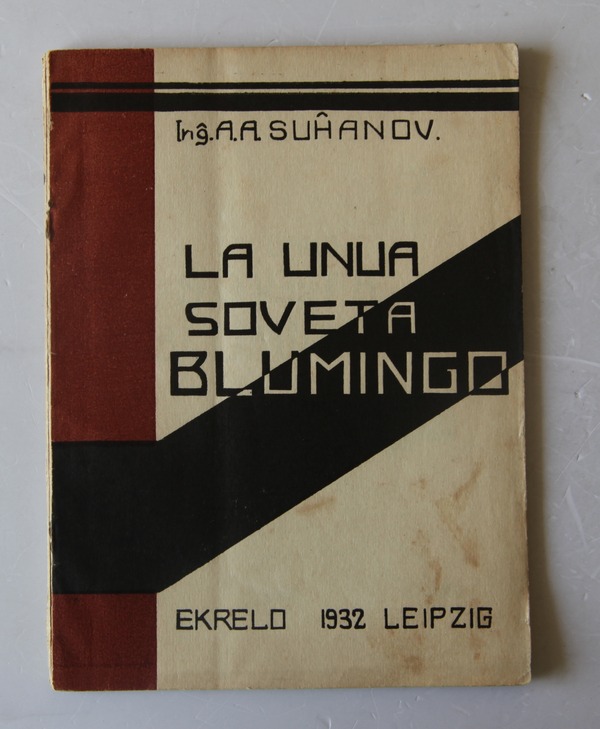 Inĝ.A.A.SUĤANOV.
LA UNUA
SOVETA
BLUMINGO
EKRELO 1932 LEIPZIG